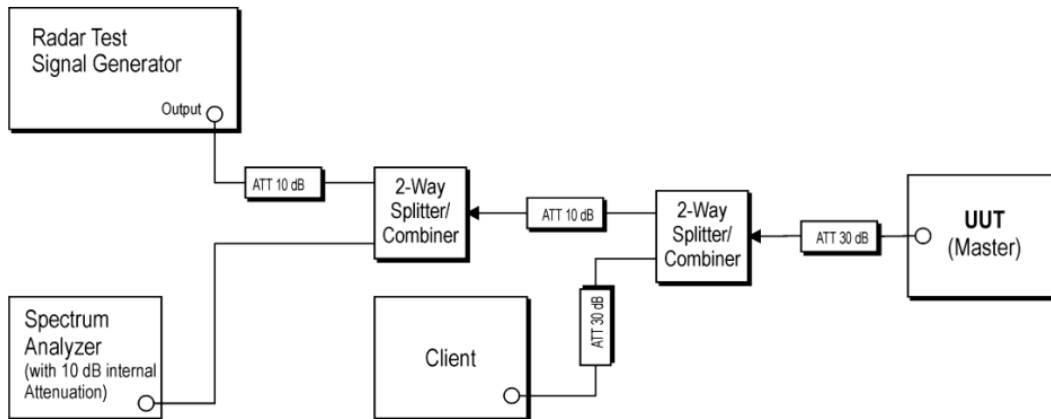 Radar Test
Signal Generator
Output
ATT 10 dB
2-Way
Splitter/
Combiner
ATT 10 dB
2-Way
Splitter/
Combiner
ATT 30 dB
UUT
(Master)
ATT 30 dB
Spectrum
Analyzer
(with 10 dB internal
Attenuation)
Client